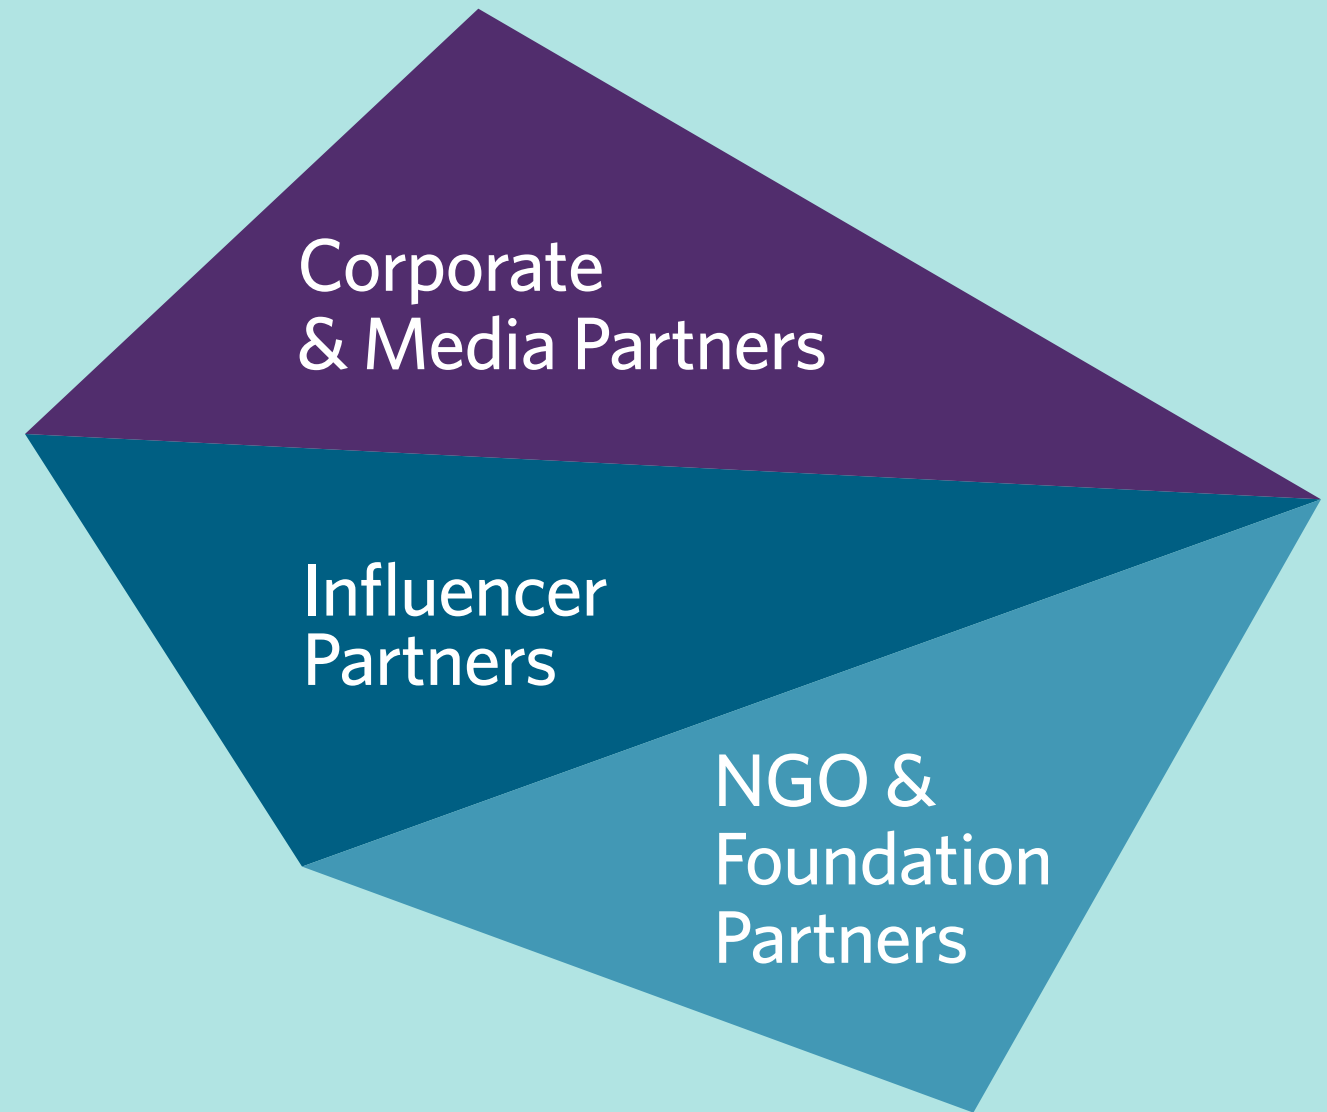 Corporate
& Media Partners
Influencer
Partners
NGO &
Foundation
Partners